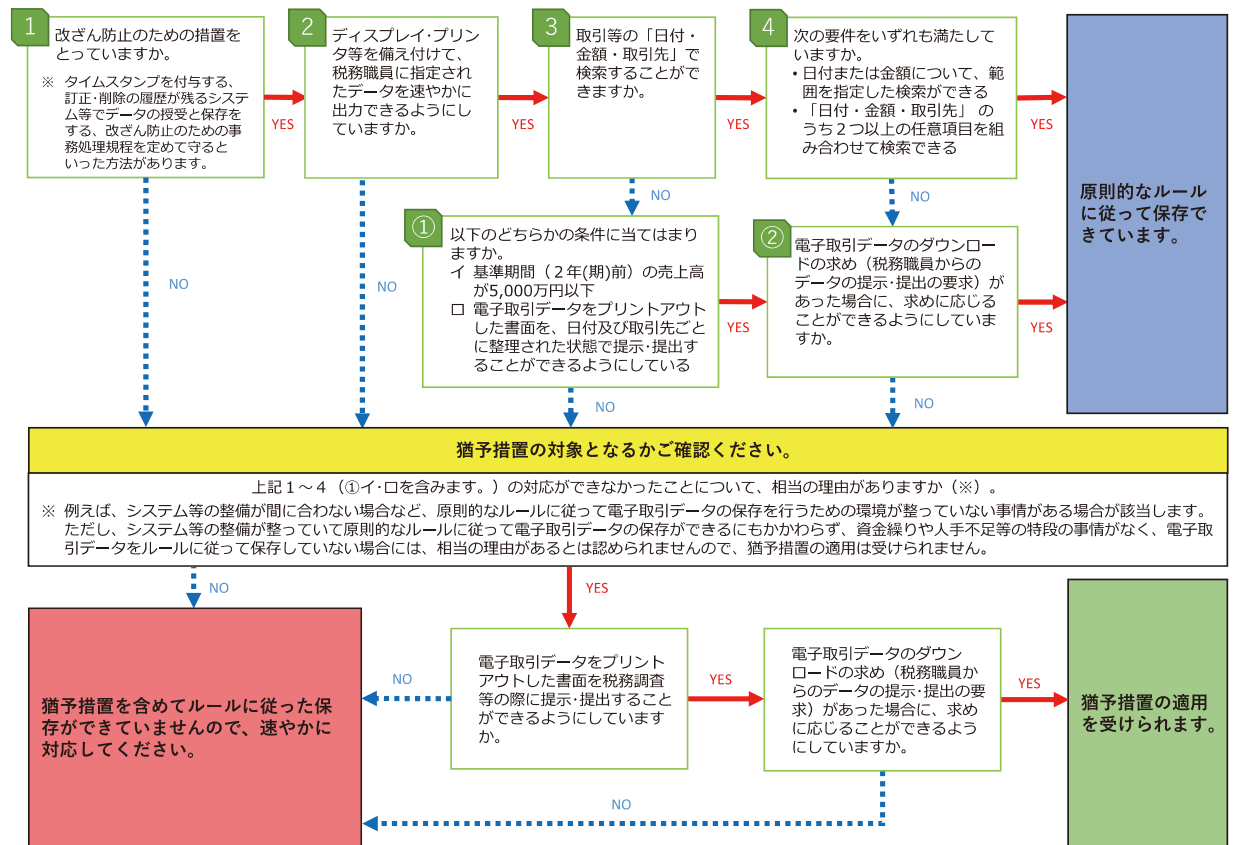 1
改ざん防止のための措置を
とっていますか。
※ タイムスタンプを付与する、
訂正・削除の履歴が残るシステ
ム等でデータの授受と保存を
する、改ざん防止のための事
務処理規程を定めて守ると
いった方法があります。
YES
NO
2
ディスプレイ・プリン
タ等を備え付けて、
税務職員に指定され
たデータを速やかに
出力できるようにし
ていますか。
YES
NO
3
取引等の「日付・
金額・取引先」で
検索することがで
きますか。
YES
NO
4
次の要件をいずれも満たして
いますか。
・日付または金額について、範
囲を指定した検索ができる
・「日付・金額・取引先」の
うち２つ以上の任意項目を組
み合わせて検索できる
YES
NO
①
以下のどちらかの条件に当てはまり
ますか。
イ 基準期間（２年(期)前）の売上高
が5,000万円以下
ロ 電子取引データをプリントアウト
した書面を、日付及び取引先ごと
に整理された状態で提示・提出す
ることができるようにしている
YES
NO
②
電子取引データのダウンロー
ドの求め（税務職員からの
データの提示・提出の要求）が
あった場合に、求めに応じる
ことができるようにしていま
すか。
YES
NO
原則的なルール
に従って保存で
きています。
猶予措置の対象となるかご確認ください。
上記１～４（①イ・ロを含みます。）の対応ができなかったことについて、相当の理由がありますか（※）。
※ 例えば、システム等の整備が間に合わない場合など、原則的なルールに従って電子取引データの保存を行うための環境が整っていない事情がある場合が該当します。
ただし、システム等の整備が整っていて原則的なルールに従って電子取引データの保存ができるにもかかわらず、資金繰りや人手不足等の特段の事情がなく、電子取
引データをルールに従って保存していない場合には、相当の理由があるとは認められませんので、猶予措置の適用は受けられません。
NO
YES
猶予措置を含めてルールに従った保
存ができていませんので、速やかに
対応してください。
NO
電子取引データをプリント
アウトした書面を税務調査
等の際に提示・提出すること
ができるようにしています
か。
YES
電子取引データのダウン
ロードの求め（税務職員か
らのデータの提示・提出の要
求）があった場合に、求め
に応じることができるよう
にしていますか。
YES
NO
猶予措置の適用
を受けられます。